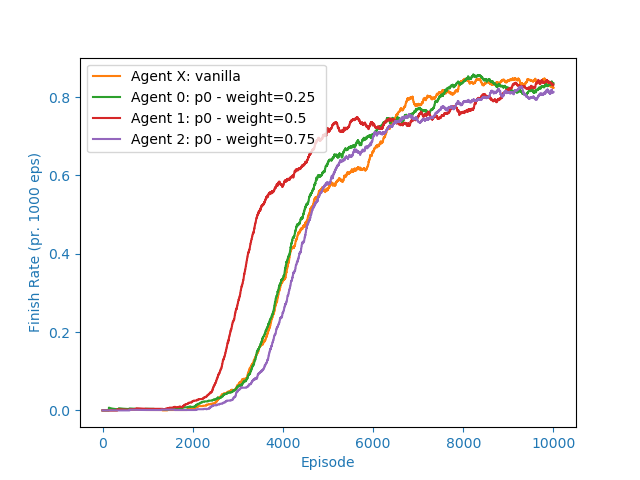 Agent X: vanilla
Agent 0: p0 - weight=0.25
Agent 1: p0 - weight=0.5
Agent 2: p0 - weight=0.75
Finish Rate (pr. 1000 eps)
0.8
0.6
0.4
0.2
0.0
0 2000 4000 6000 8000 10000
Episode